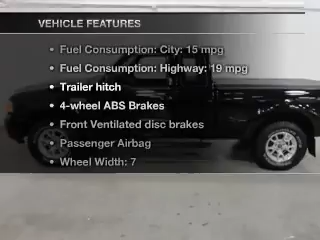 VEHICLE FEATURES
• Fuel Consumption: City: 15 mpg
• Fuel Consumption: Highway: 19 mpg
• Trailer hitch
• 4-wheel ABS Brakes
• Front Ventilated disc brakes
• Passenger Airbag
• Wheel Width: 7